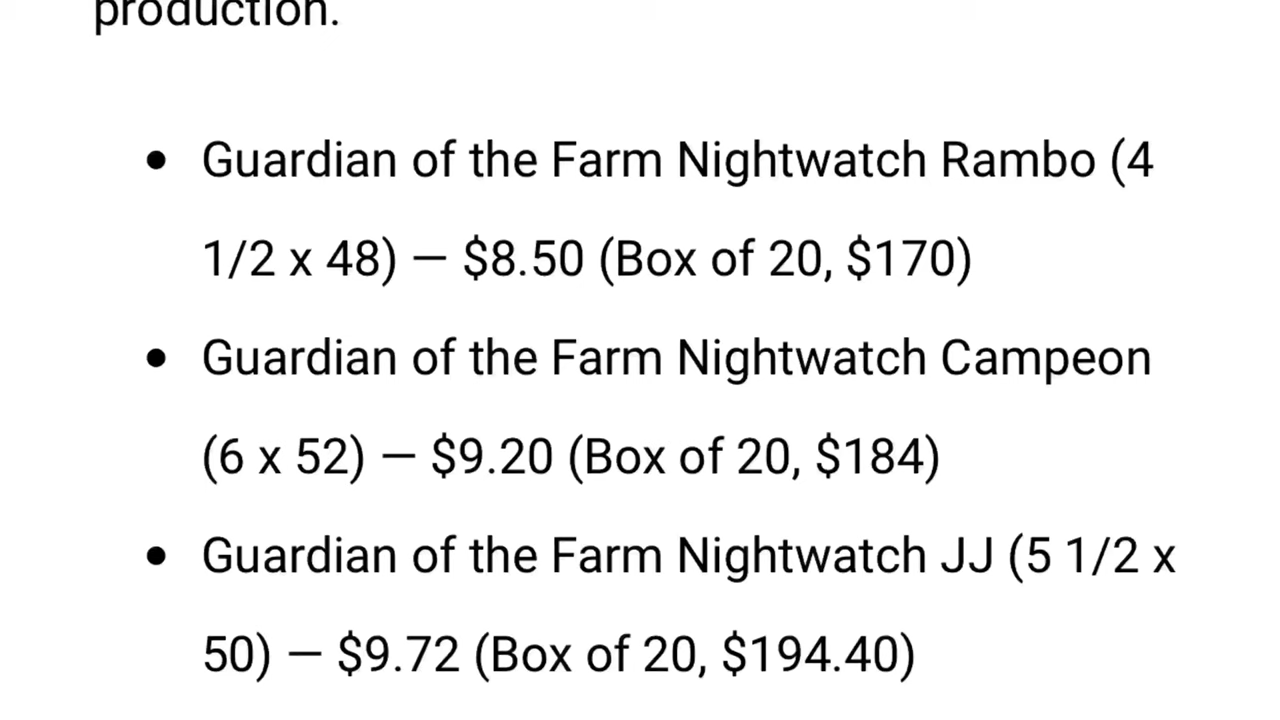 production.
Guardian of the Farm Nightwatch Rambo (4
1/2 x 48) — $8.50 (Box of 20, $170)
Guardian of the Farm Nightwatch Campeon
(6 x 52) — $9.20 (Box of 20, $184)
Guardian of the Farm Nightwatch JJ (5 1/2 x
50) — $9.72 (Box of 20, $194.40)